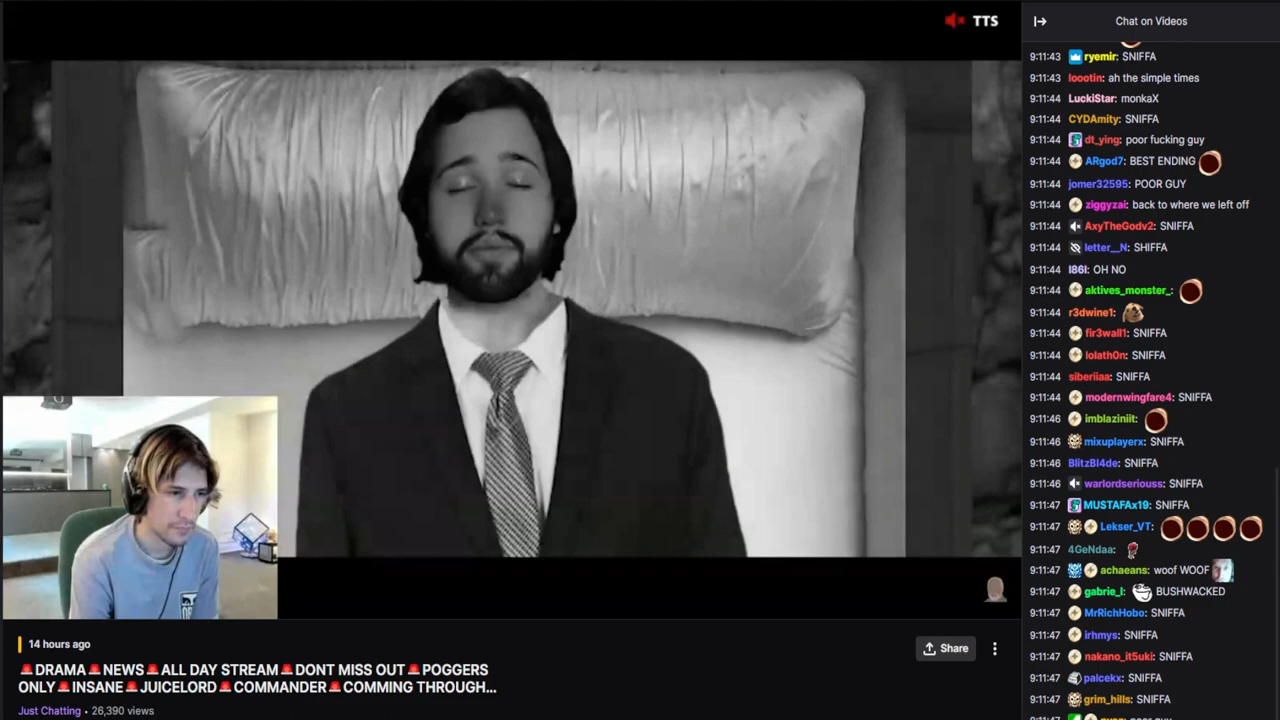 TTS
Chat on Videos
9:11:43 ryemir: SNIFFA
9:11:43 loootin: ah the simple times
9:11:44 LuckiStar: monkaX
9:11:44 CYDAmity: SNIFFA
9:11:44 dt_ying: poor fucking guy
9:11:44 ARgod7: BEST ENDING
9:11:44 jomer32595: POOR GUY
9:11:44 ziggyzai: back to where we left off
9:11:44 AxyTheGodv2: SNIFFA
9:11:44 letter__N: SHIFFA
9:11:44 I86I: OH NO
9:11:44 aktives_monster_:
9:11:44 r3dwine1:
9:11:44 fir3wall1: SNIFFA
9:11:44 lolath0n: SNIFFA
9:11:44 siberiiaa: SNIFFA
9:11:44 modernwingfare4: SNIFFA
9:11:46 imblaziniit:
9:11:46 mixuplayerx: SNIFFA
9:11:46 BlitzBl4de: SNIFFA
9:11:46 warlordseriouss: SNIFFA
9:11:47 MUSTAFAx19: SNIFFA
9:11:47 Lekser_VT:
9:11:47 4GeNdaa:
9:11:47 achaeans: woof WOOF
9:11:47 gabrie_l: BUSHWACKED
9:11:47 MrRichHobo: SNIFFA
9:11:47 irhmys: SNIFFA
9:11:47 nakano_it5uki: SNIFFA
9:11:47 palcekx: SNIFFA
9:11:47 grim_hills: SNIFFA
14 hours ago
Share
🚨DRAMA🚨NEWS🚨ALL DAY STREAM🚨DONT MISS OUT🚨POGGERS
ONLY🚨INSANE🚨JUICELORD🚨COMMANDER🚨COMMING THROUGH...
Just Chatting • 26,390 views